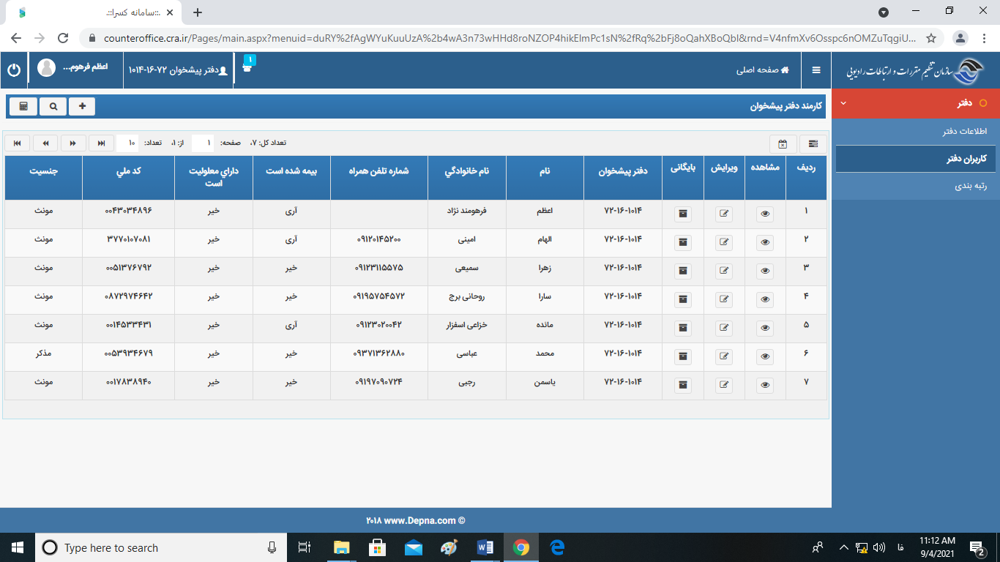 .::سامانه کسرا::.
counteroffice.cra.ir/Pages/main.aspx?menuid=duRY%2fAgWYuKuuUzA%2b4wA3n73wHHd8roNZOP4hikElmPc1sN%2fRq%2bFj8oQahXBoQbI&rnd=V4nfmXv6Osspc6nOMZuTqgiU...
سازمان تنظیم مقررات و ارتباطات رادیویی
صفحه اصلی
۱
دفتر پیشخوان ۷۲-۱۶-۱۰۱۴
اعظم فرهوم...
دفتر
اطلاعات دفتر
کاربران دفتر
رتبه بندی
کارمند دفتر پیشخوان
تعداد کل: ۷، صفحه: ۱ از: ۱، تعداد: ۱۰
ردیف مشاهده ویرایش بایگانی دفتر پیشخوان نام نام خانوادگي شماره تلفن همراه بیمه شده است داراي معلولیت است کد ملي جنسیت
۱ ۷۲-۱۶-۱۰۱۴ اعظم فرهومند نژاد آری خیر ۰۰۴۳۰۳۴۸۹۶ مونث
۲ ۷۲-۱۶-۱۰۱۴ الهام امینی ۰۹۱۲۰۱۴۵۲۰۰ آری خیر ۳۷۷۰۱۰۷۰۸۱ مونث
۳ ۷۲-۱۶-۱۰۱۴ زهرا سمیعی ۰۹۱۲۳۱۱۵۵۷۵ خیر خیر ۰۰۵۱۳۷۶۷۹۲ مونث
۴ ۷۲-۱۶-۱۰۱۴ سارا روحانی برج ۰۹۱۹۵۷۵۴۵۷۲ خیر خیر ۰۸۷۲۹۷۴۶۴۲ مونث
۵ ۷۲-۱۶-۱۰۱۴ مائده خزاعی اسفزار ۰۹۱۲۳۰۲۰۰۴۲ آری خیر ۰۰۱۴۵۳۳۴۳۱ مونث
۶ ۷۲-۱۶-۱۰۱۴ محمد عباسی ۰۹۳۷۱۳۶۲۸۸۰ خیر خیر ۰۰۵۳۹۳۴۶۷۹ مذکر
۷ ۷۲-۱۶-۱۰۱۴ یاسمن رجبی ۰۹۱۹۷۰۹۰۷۲۴ خیر خیر ۰۰۱۷۸۳۸۹۴۰ مونث
© www.Depna.com ۲۰۱۸
Type here to search
فا
11:12 AM
9/4/2021
2